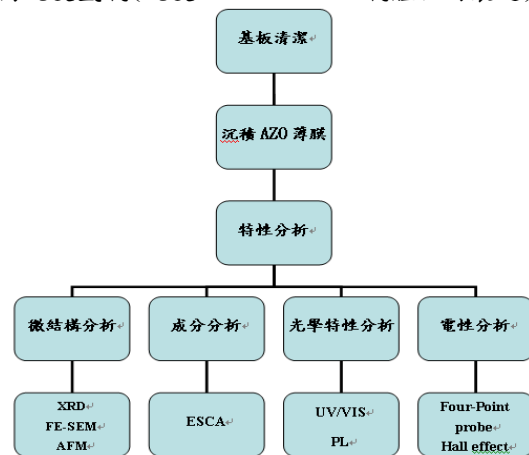 基板清潔
沉積 AZO 薄膜
特性分析
微結構分析
成分分析
光學特性分析
電性分析
XRD
FE-SEM
AFM
ESCA
UV/VIS
PL
Four-Point
probe
Hall effect